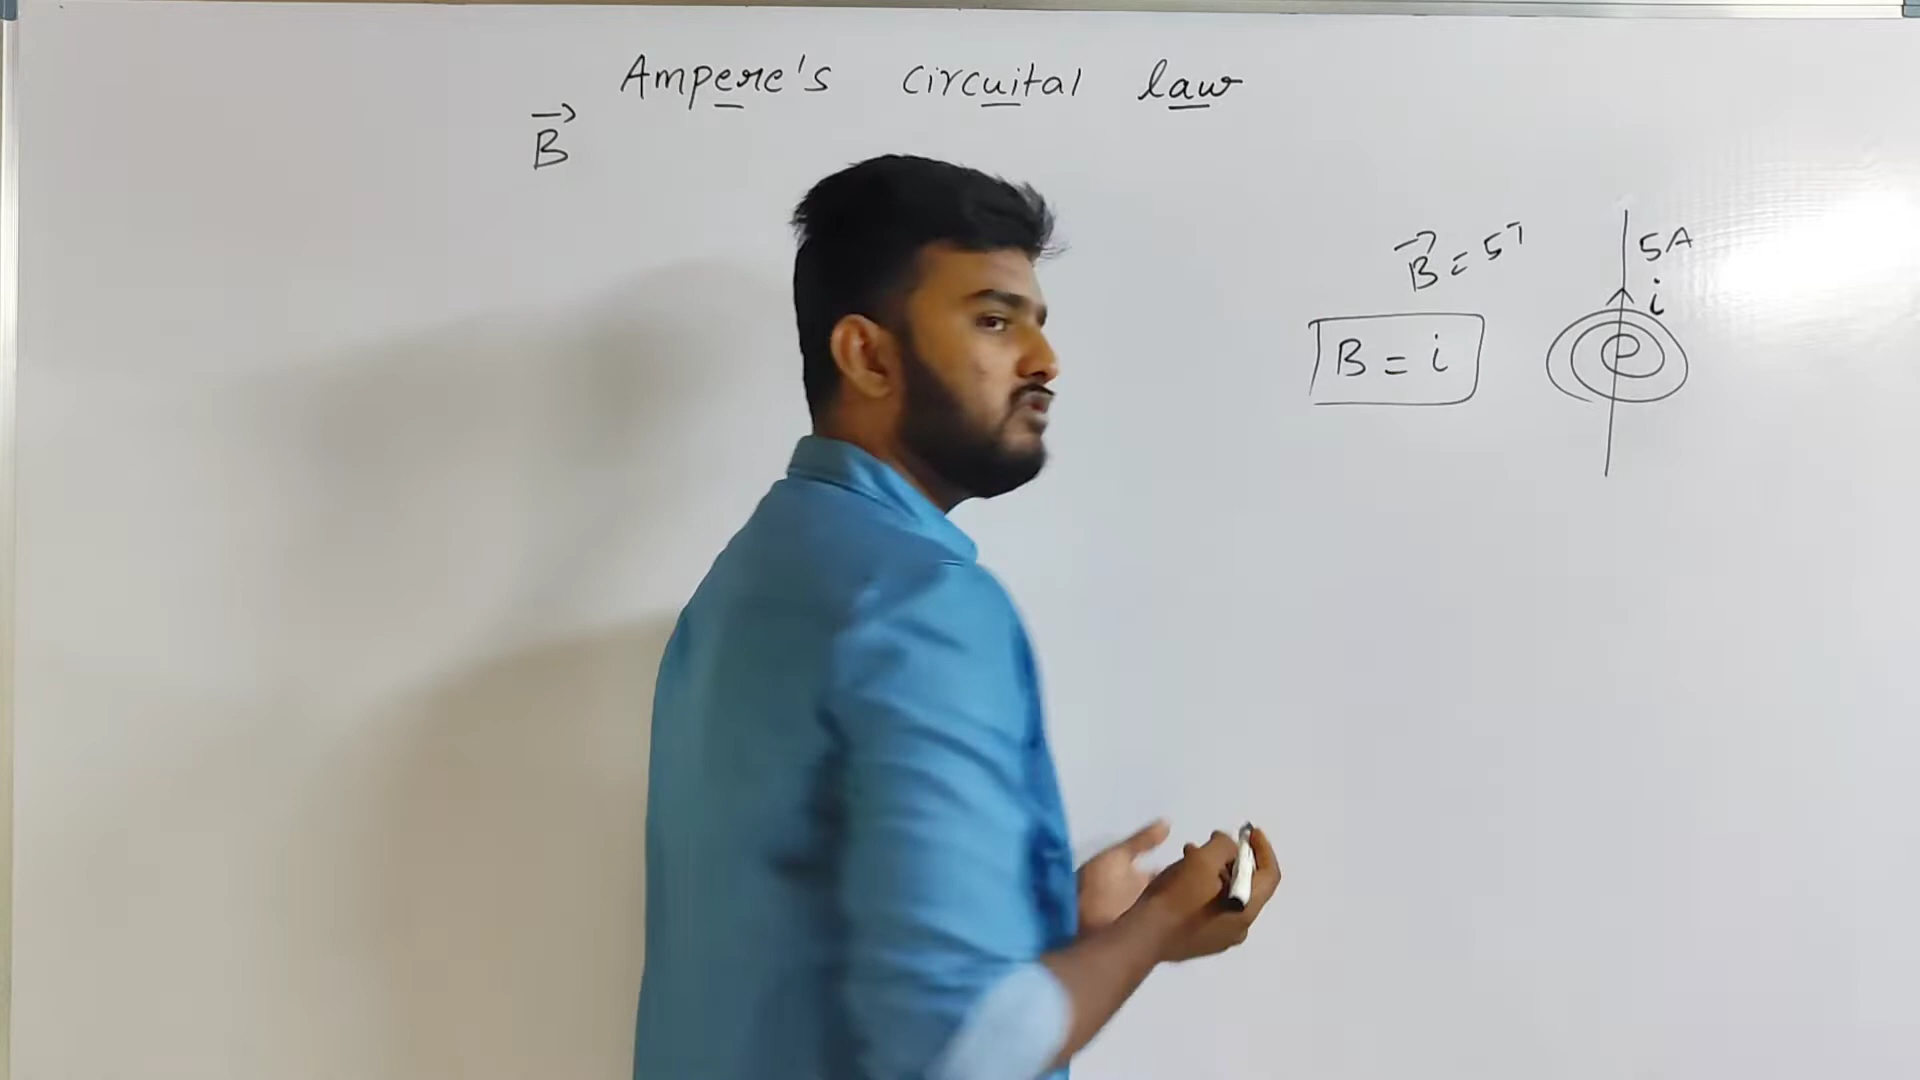 Ampere's circuital law
B
B = 5T
5A
i
B = i